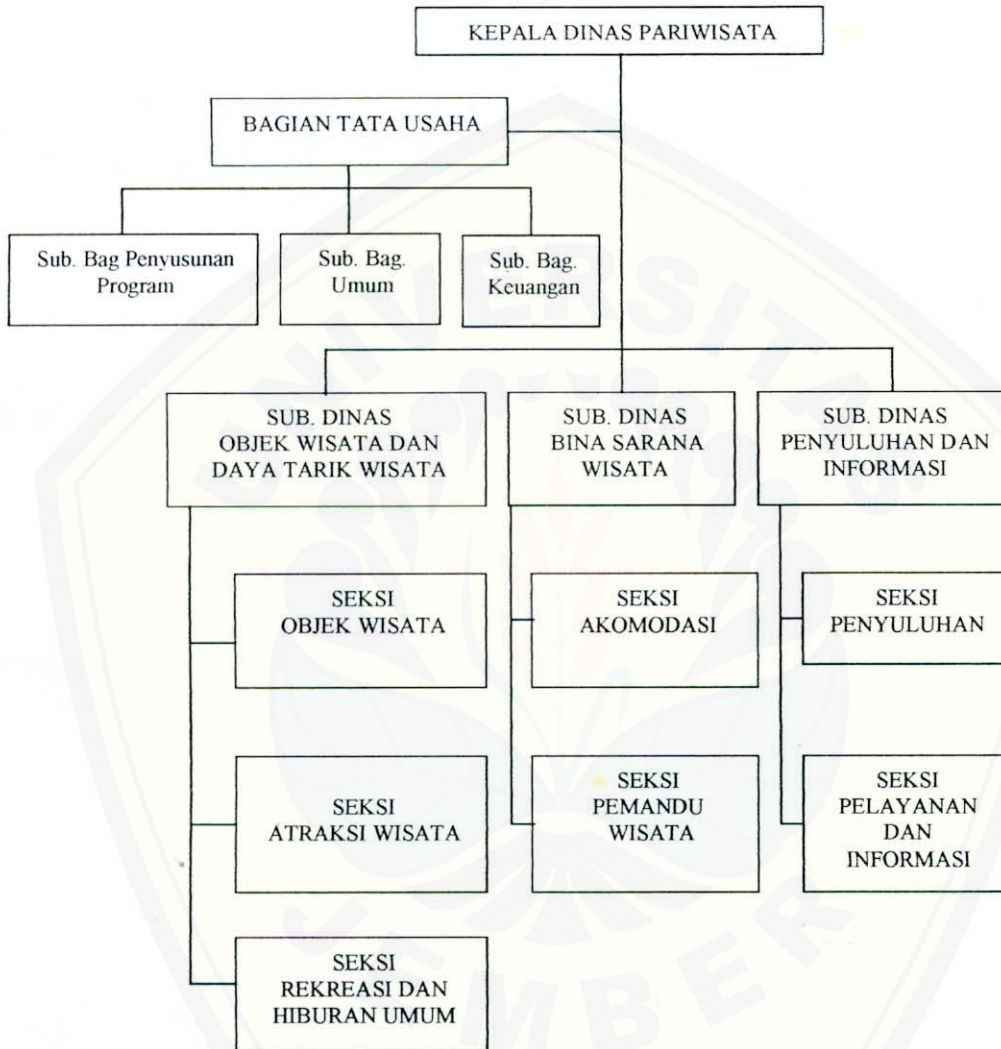 KEPALA DINAS PARIWISATA
BAGIAN TATA USAHA
Sub. Bag Penyusunan
Program
Sub. Bag.
Umum
Sub. Bag.
Keuangan
SUB. DINAS
OBJEK WISATA DAN
DAYA TARIK WISATA
SUB. DINAS
BINA SARANA
WISATA
SUB. DINAS
PENYULUHAN DAN
INFORMASI
SEKSI
OBJEK WISATA
SEKSI
AKOMODASI
SEKSI
PENYULUHAN
SEKSI
ATRAKSI WISATA
SEKSI
PEMANDU
WISATA
SEKSI
PELAYANAN
DAN
INFORMASI
SEKSI
REKREASI DAN
HIBURAN UMUM
UNIVERSITAS
JEMBER